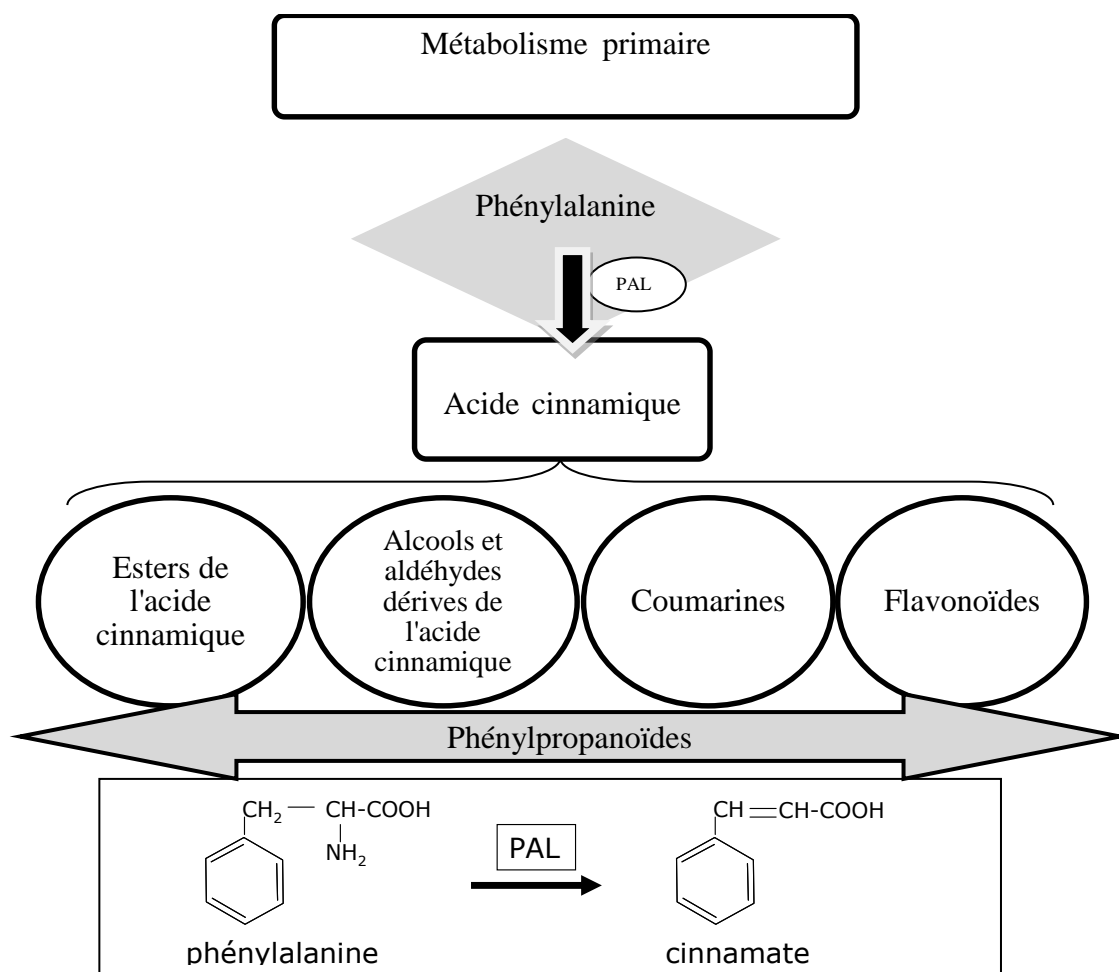 Métabolisme primaire
Phénylalanine
PAL
Acide cinnamique
Esters de
l'acide
cinnamique
Alcools et
aldéhydes
dérives de
l'acide
cinnamique
Coumarines
Flavonoïdes
Phénylpropanoïdes
CH₂ — CH-COOH
NH₂
PAL
CH=CH-COOH
phénylalanine
cinnamate